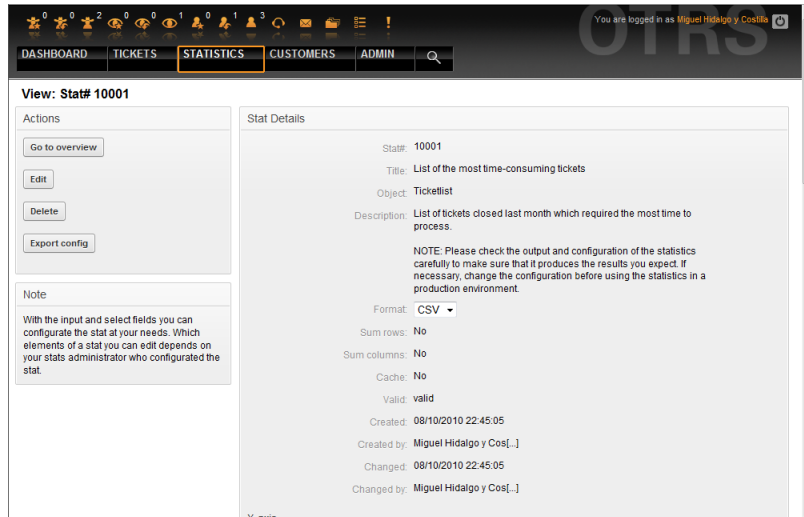 0 0 2 0 0 1 0 1 3
You are logged in as Miguel Hidalgo y Costilla
OTRS
DASHBOARD TICKETS STATISTICS CUSTOMERS ADMIN
View: Stat# 10001
Actions
Go to overview
Edit
Delete
Export config
Note
With the input and select fields you can
configurate the stat at your needs. Which
elements of a stat you can edit depends on
your stats administrator who configurated the
stat.
Stat Details
Stat#: 10001
Title: List of the most time-consuming tickets
Object: Ticketlist
Description: List of tickets closed last month which required the most time to
process.
NOTE: Please check the output and configuration of the statistics
carefully to make sure that it produces the results you expect. If
necessary, change the configuration before using the statistics in a
production environment.
Format: CSV
Sum rows: No
Sum columns: No
Cache: No
Valid: valid
Created: 08/10/2010 22:45:05
Created by: Miguel Hidalgo y Cos[...]
Changed: 08/10/2010 22:45:05
Changed by: Miguel Hidalgo y Cos[...]